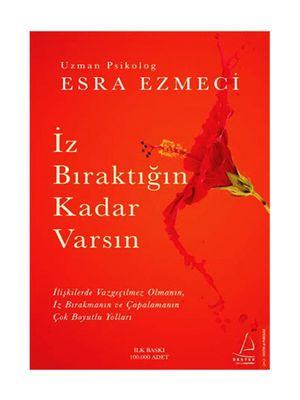 Uzman Psikolog
ESRA EZMECİ
İz
Bıraktığın
Kadar
Varsın
İlişkilerde Vazgeçilmez Olmanın,
İz Bırakmanın ve Çapalamanın
Çok Boyutlu Yolları
İLK BASKI
100.000 ADET
DESTEK